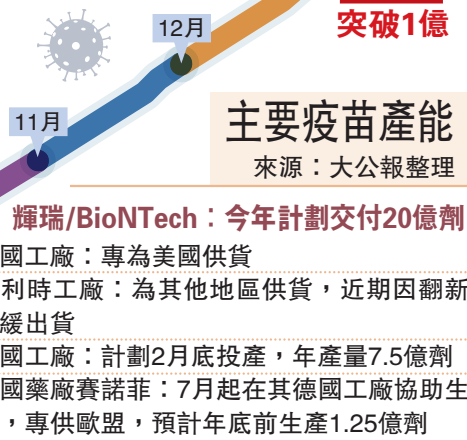 突破1億
12月
11月
主要疫苗產能
來源：大公報整理
輝瑞/BioNTech：今年計劃交付20億劑
國工廠：專為美國供貨
利時工廠：為其他地區供貨，近期因翻新
緩出貨
國工廠：計劃2月底投產，年產量7.5億劑
國藥廠賽諾菲：7月起在其德國工廠協助生
，專供歐盟，預計年底前生產1.25億劑